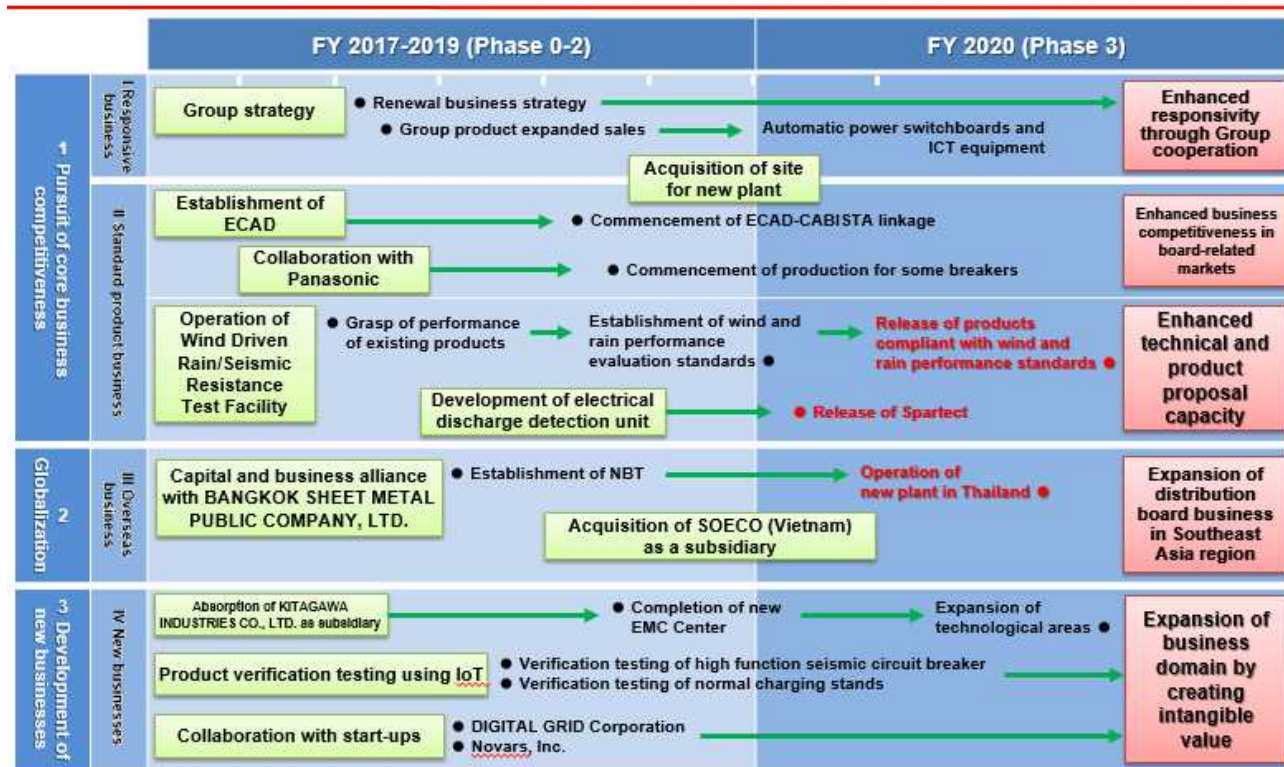 FY 2017-2019 (Phase 0-2)
FY 2020 (Phase 3)
1 Pursuit of core business
competitiveness
I Responsive
business
Group strategy
● Renewal business strategy
● Group product expanded sales
Automatic power switchboards and
ICT equipment
Enhanced
responsivity
through Group
cooperation
Acquisition of site
for new plant
II Standard product business
Establishment of
ECAD
● Commencement of ECAD-CABISTA linkage
Collaboration with
Panasonic
● Commencement of production for some breakers
Enhanced business
competitiveness in
board-related
markets
Operation of
Wind Driven
Rain/Seismic
Resistance
Test Facility
● Grasp of performance
of existing products
Establishment of wind and
rain performance
evaluation standards ●
Release of products
compliant with wind and
rain performance standards ●
Development of electrical
discharge detection unit
● Release of Spartect
Enhanced
technical and
product
proposal
capacity
2
Globalization
III Overseas
business
Capital and business alliance
with BANGKOK SHEET METAL
PUBLIC COMPANY, LTD.
● Establishment of NBT
Operation of
new plant in Thailand ●
Acquisition of SOECO (Vietnam)
as a subsidiary
Expansion of
distribution
board business
in Southeast
Asia region
3 Development of
new businesses
IV New businesses
Absorption of KITAGAWA
INDUSTRIES CO., LTD. as subsidiary
● Completion of new
EMC Center
Expansion of
technological areas ●
Product verification testing using IoT
● Verification testing of high function seismic circuit breaker
● Verification testing of normal charging stands
Collaboration with start-ups
● DIGITAL GRID Corporation
● Novars, Inc.
Expansion of
business
domain by
creating
intangible
value